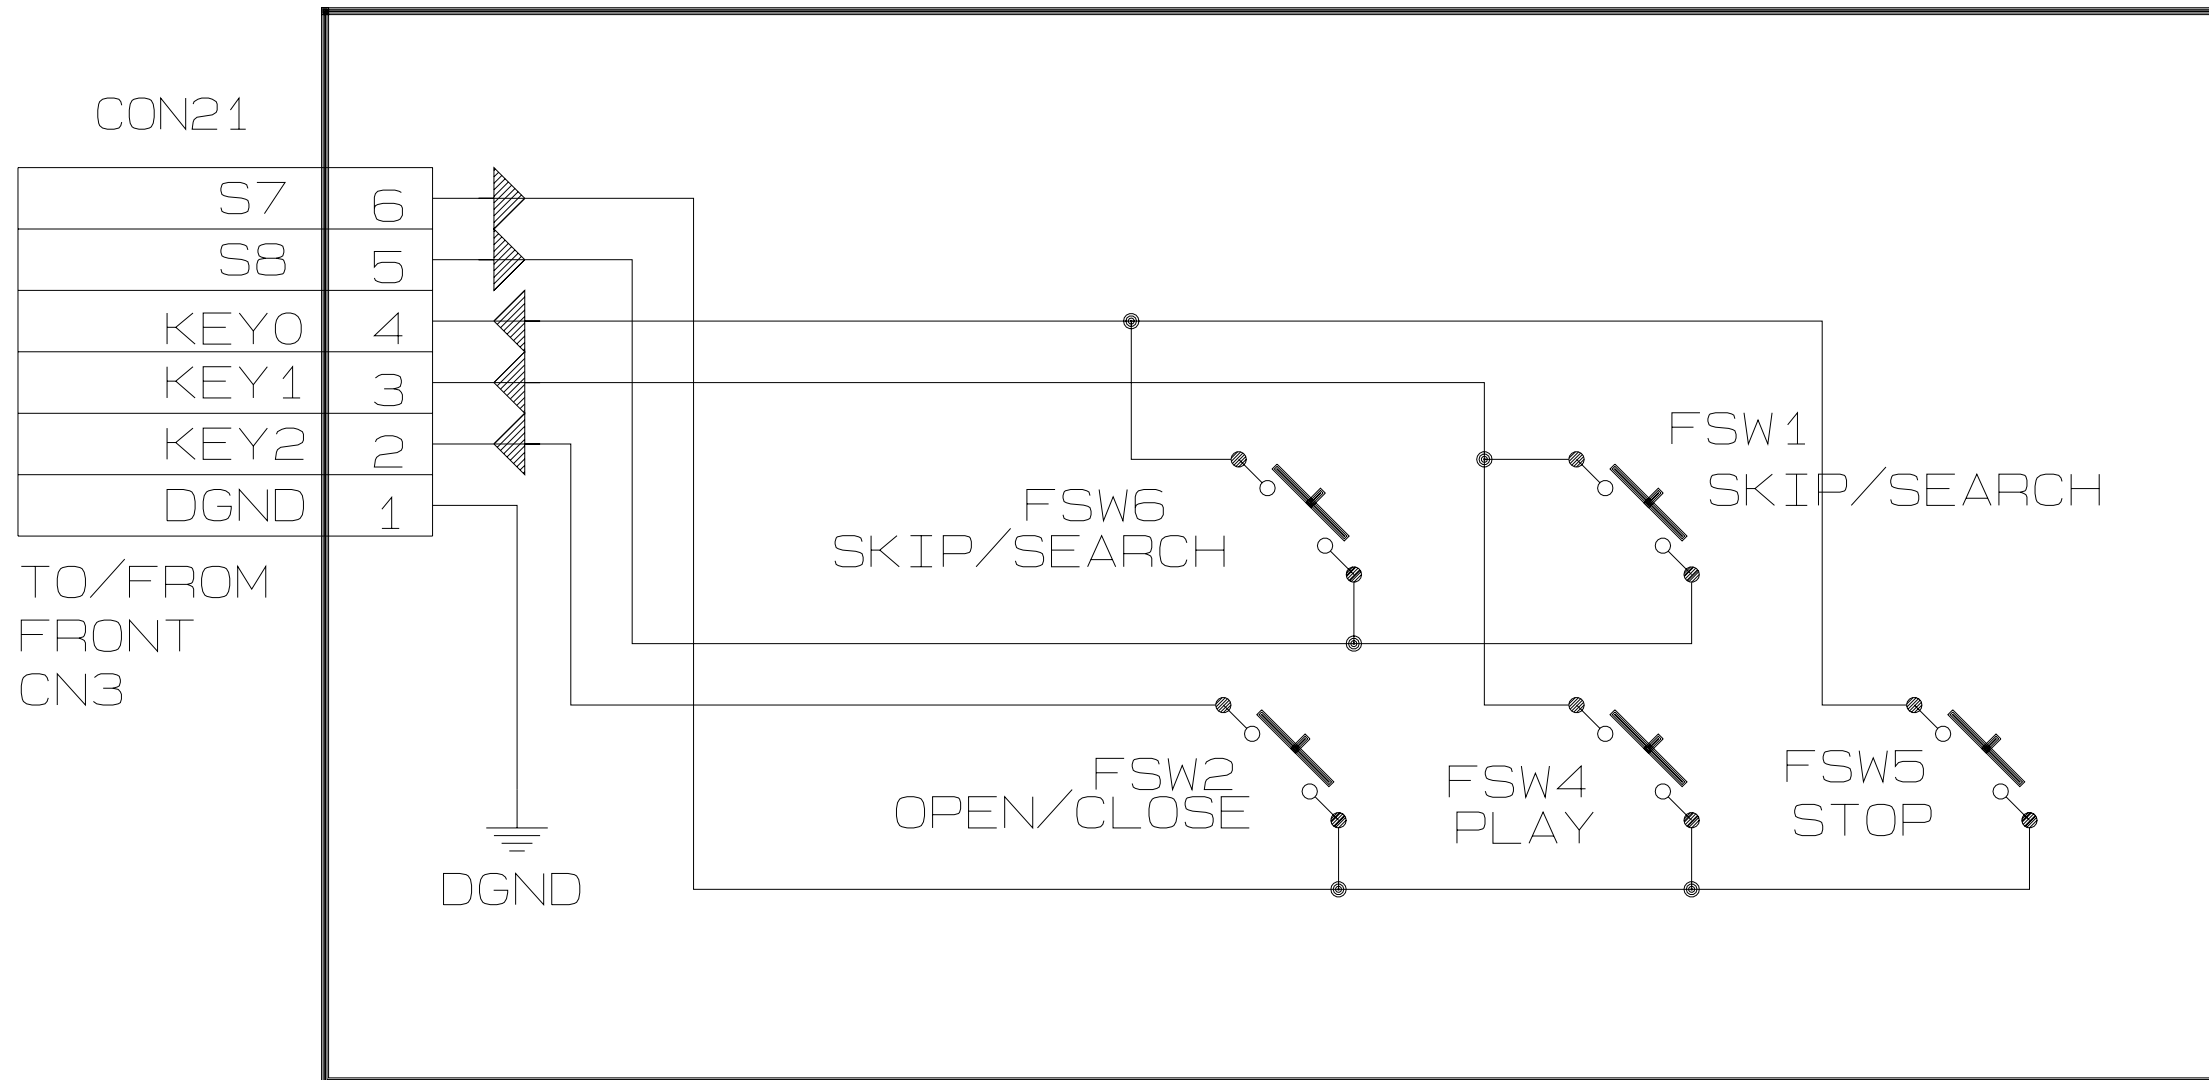 CON21
S7 6
S8 5
KEY0 4
KEY1 3
KEY2 2
DGND 1
TO/FROM
FRONT
CN3
DGND
FSW6
SKIP/SEARCH
FSW1
SKIP/SEARCH
FSW2
OPEN/CLOSE
FSW4
PLAY
FSW5
STOP